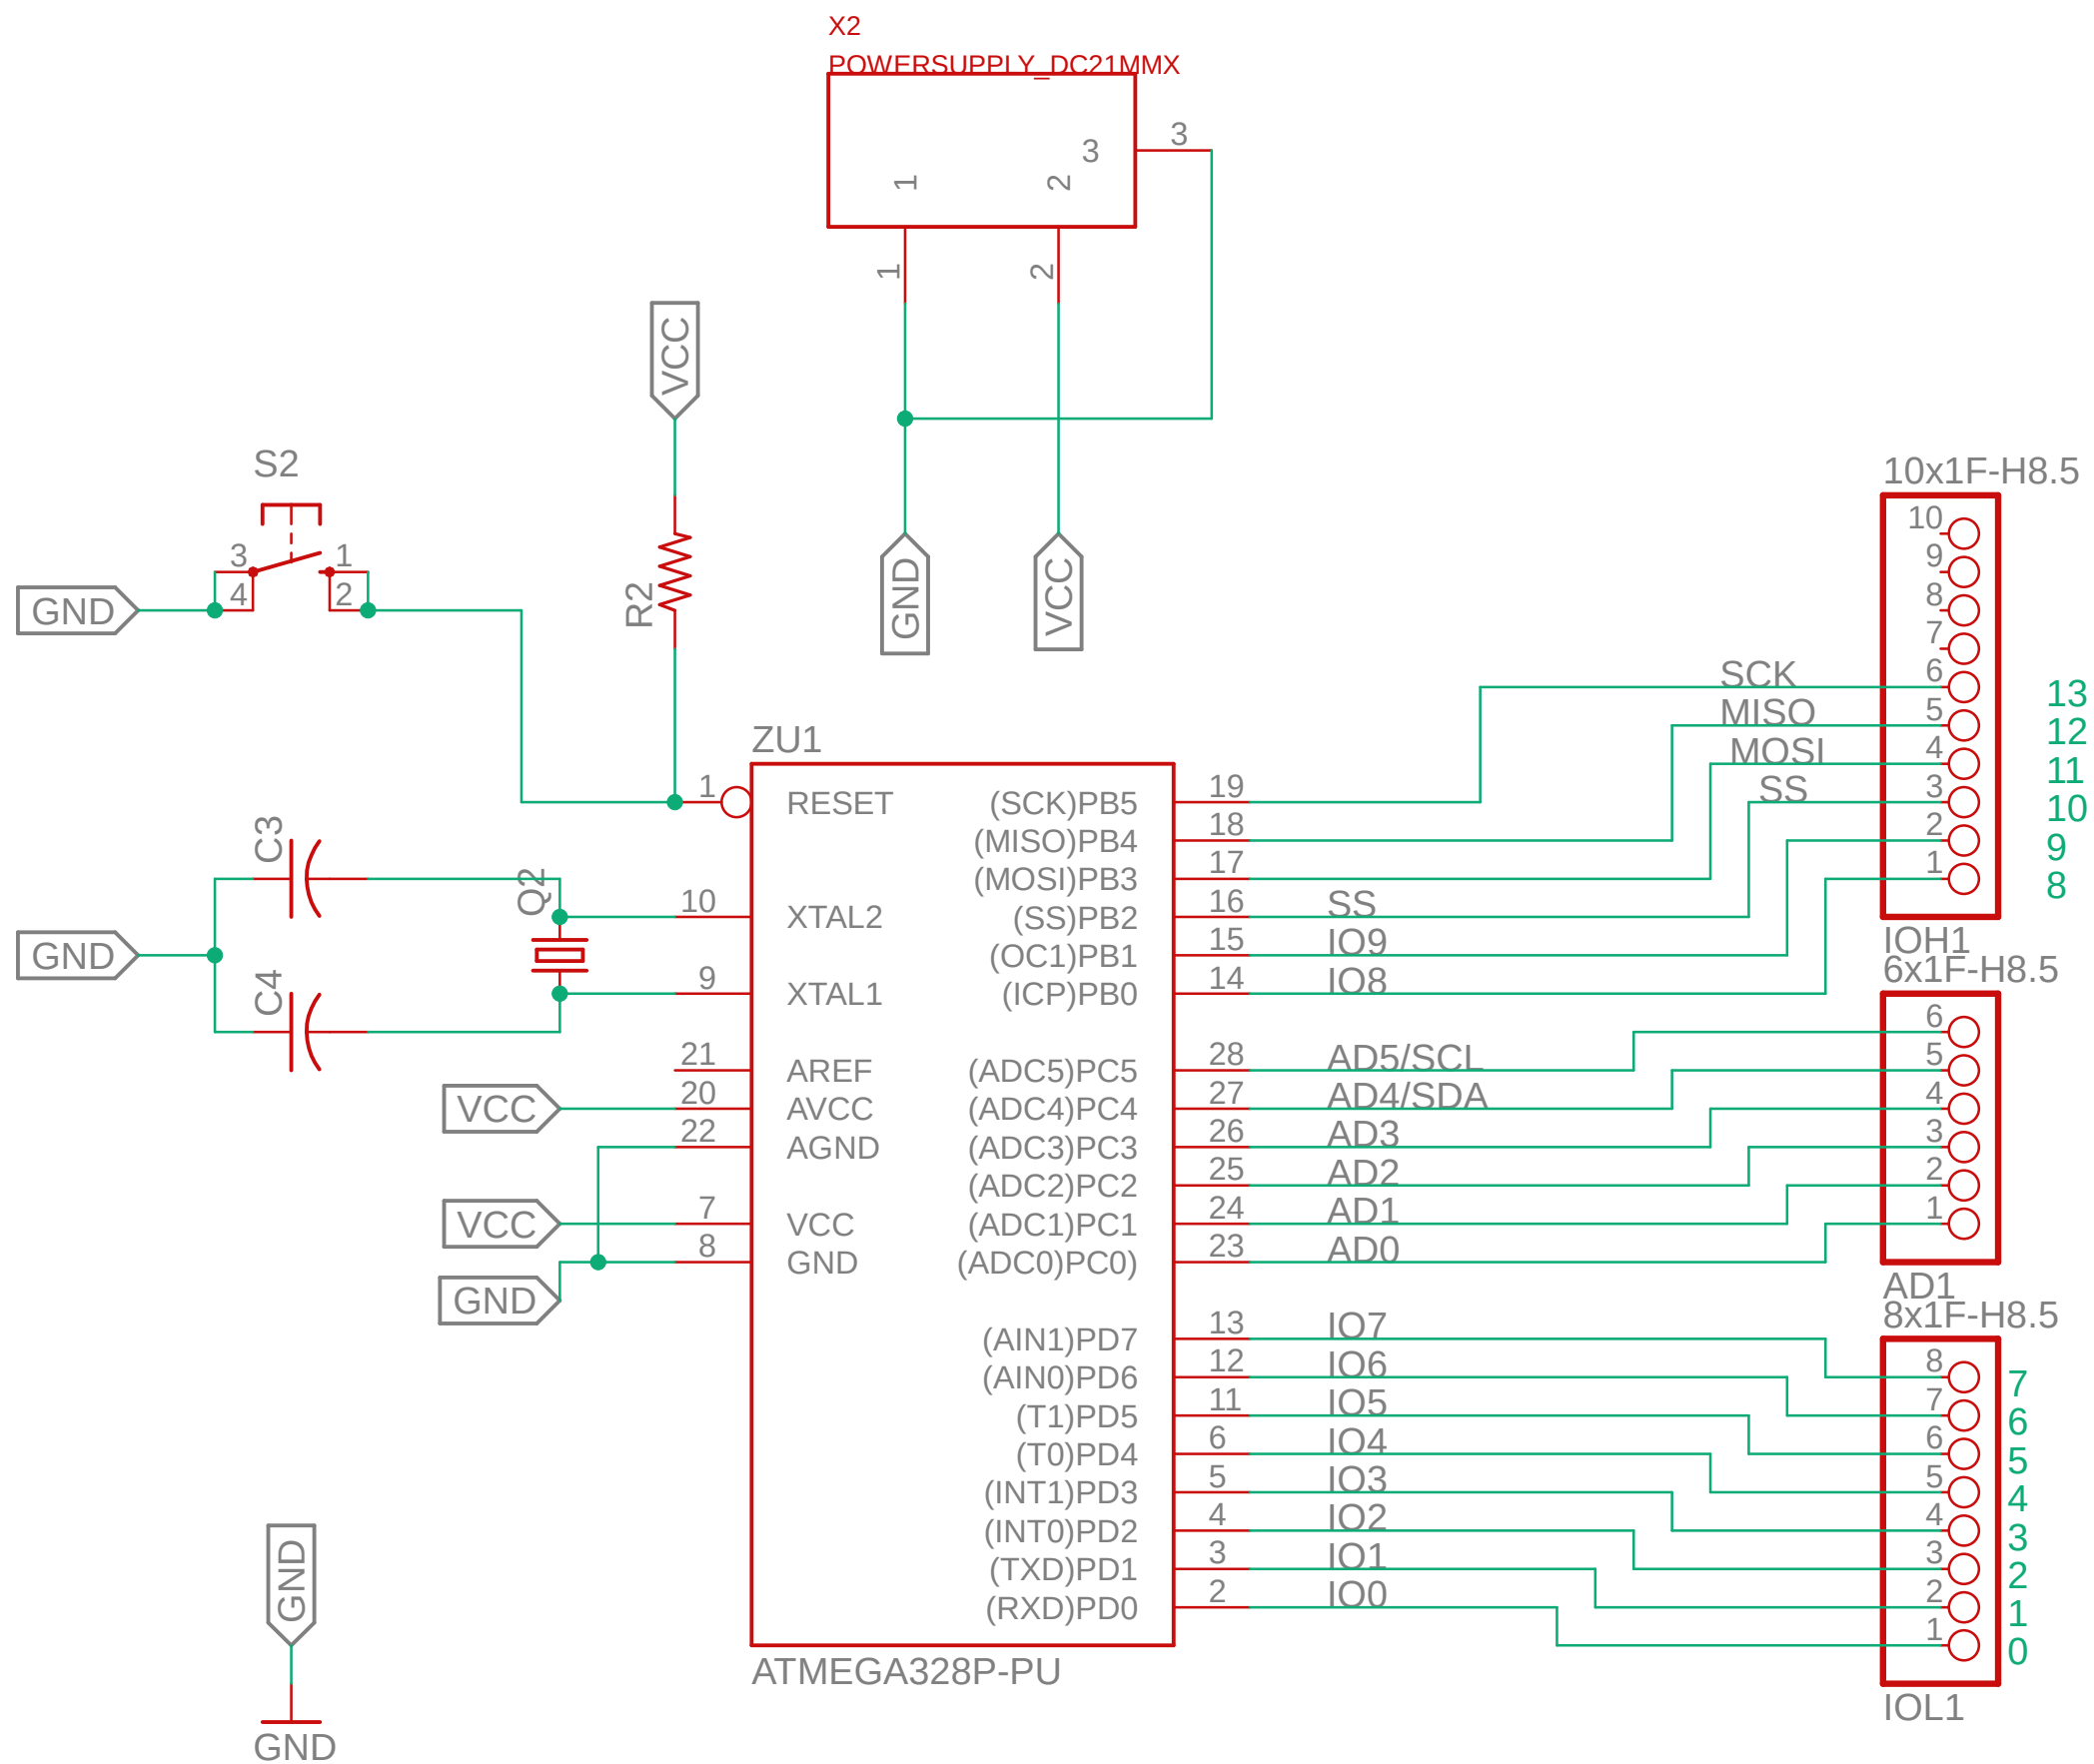 X2
POWERSUPPLY_DC21MMX
3
3
1
2
1
2
VCC
S2
3
1
4
2
GND
R2
GND
VCC
10x1F-H8.5
10
9
8
7
6
5
4
3
2
1
SCK
MISO
MOSI
SS
13
12
11
10
9
8
IOH1
ZU1
1
RESET
(SCK)PB5
19
(MISO)PB4
18
(MOSI)PB3
17
C3
Q2
10
XTAL2
(SS)PB2
16
SS
GND
(OC1)PB1
15
IO9
C4
9
XTAL1
(ICP)PB0
14
IO8
6x1F-H8.5
6
5
4
3
2
1
AD1
21
AREF
(ADC5)PC5
28
AD5/SCL
VCC
20
AVCC
(ADC4)PC4
27
AD4/SDA
22
AGND
(ADC3)PC3
26
AD3
(ADC2)PC2
25
AD2
VCC
7
VCC
(ADC1)PC1
24
AD1
8
GND
(ADC0)PC0)
23
AD0
GND
8x1F-H8.5
(AIN1)PD7
13
IO7
(AIN0)PD6
12
IO6
(T1)PD5
11
IO5
(T0)PD4
6
IO4
(INT1)PD3
5
IO3
(INT0)PD2
4
IO2
(TXD)PD1
3
IO1
(RXD)PD0
2
IO0
8
7
6
5
4
3
2
1
7
6
5
4
3
2
1
0
IOL1
ATMEGA328P-PU
GND
GND